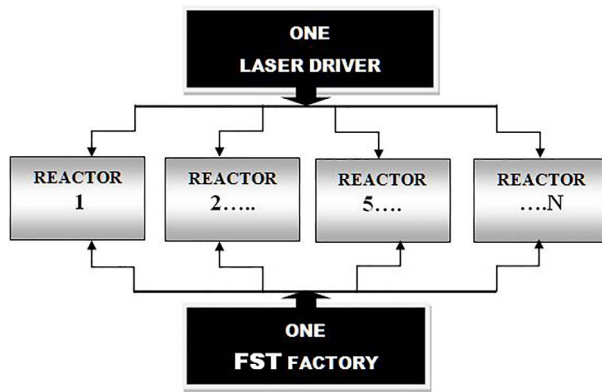 ONE
LASER DRIVER
REACTOR
1
REACTOR
2.....
REACTOR
5....
REACTOR
....N
ONE
FST FACTORY